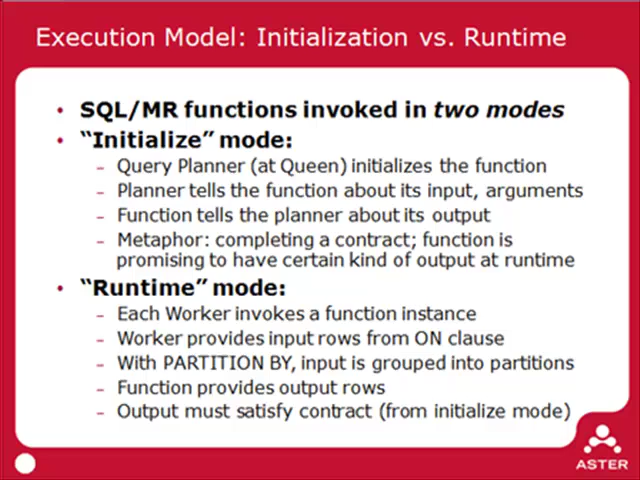 Execution Model: Initialization vs. Runtime
• SQL/MR functions invoked in two modes
• “Initialize” mode:
– Query Planner (at Queen) initializes the function
– Planner tells the function about its input, arguments
– Function tells the planner about its output
– Metaphor: completing a contract; function is
promising to have certain kind of output at runtime
• “Runtime” mode:
– Each Worker invokes a function instance
– Worker provides input rows from ON clause
– With PARTITION BY, input is grouped into partitions
– Function provides output rows
– Output must satisfy contract (from initialize mode)
ASTER